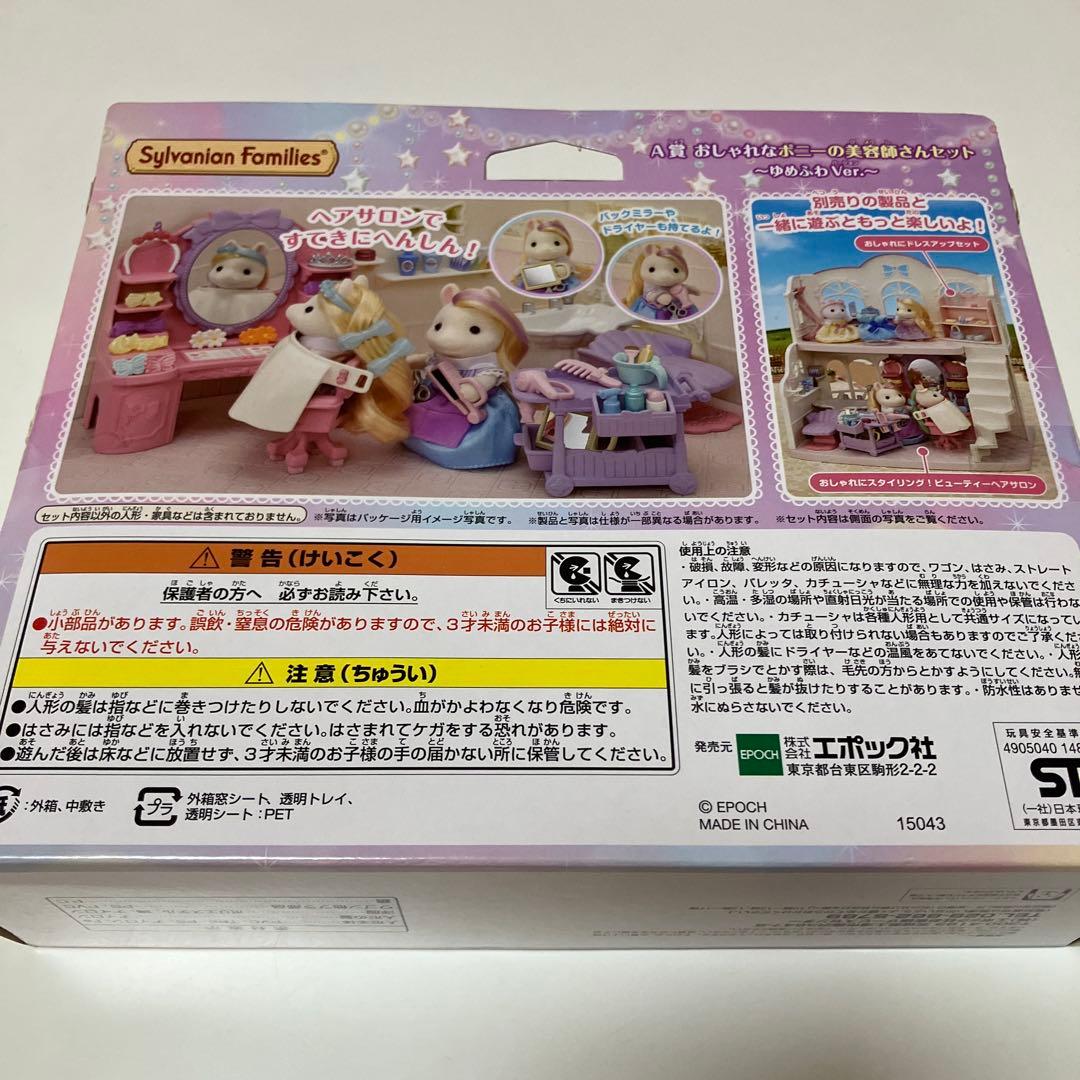 Sylvanian Families®
A賞 おしゃれなポニーの美容師さんセット
～ゆめふわVer.～
ヘアサロンで
すてきにへんしん！
バックミラーや
ドライヤーも持てるよ！
別売りの製品と
一緒に遊ぶともっと楽しいよ！
おしゃれにドレスアップセット
おしゃれにスタイリング！ビューティーヘアサロン
セット内容以外の人形・家具などは含まれておりません。
※写真はパッケージ用イメージ写真です。 ※製品と写真は仕様が一部異なる場合があります。 ※セット内容は側面の写真をご覧ください。
警告(けいこく)
保護者の方へ 必ずお読み下さい。
●小部品があります。誤飲・窒息の危険がありますので、3才未満のお子様には絶対に
与えないでください。
注意(ちゅうい)
●人形の髪は指などに巻きつけたりしないでください。血がかよわなくなり危険です。
●はさみには指などを入れないでください。はさまれてケガをする恐れがあります。
●遊んだ後は床などに放置せず、3才未満のお子様の手の届かない所に保管してください。
くちにいれない
まきつけない
使用上の注意
・破損、故障、変形などの原因になりますので、ワゴン、はさみ、ストレート
アイロン、バレッタ、カチューシャなどに無理な力を加えないでくださ
い。・高温・多湿の場所や直射日光が当たる場所での使用や保管は行わな
いでください。・カチューシャは各種人形用として共通サイズになってい
ます。人形によっては取り付けられない場合もありますのでご了承くださ
い。・人形の髪にドライヤーなどの温風をあてないでください。・人形
髪をブラシでとかす際は、毛先の方からとかすようにしてください。無
に引っ張ると髪が抜けたりすることがあります。・防水性はありませ
水にぬらさないでください。
:外箱、中敷き
プラ
外箱窓シート、透明トレイ、
透明シート:PET
発売元 EPOCH 株式会社エポック社
東京都台東区駒形2-2-2
© EPOCH
MADE IN CHINA
15043
玩具安全基準
4905040 148
ST
(一社)日本
東京都墨田区